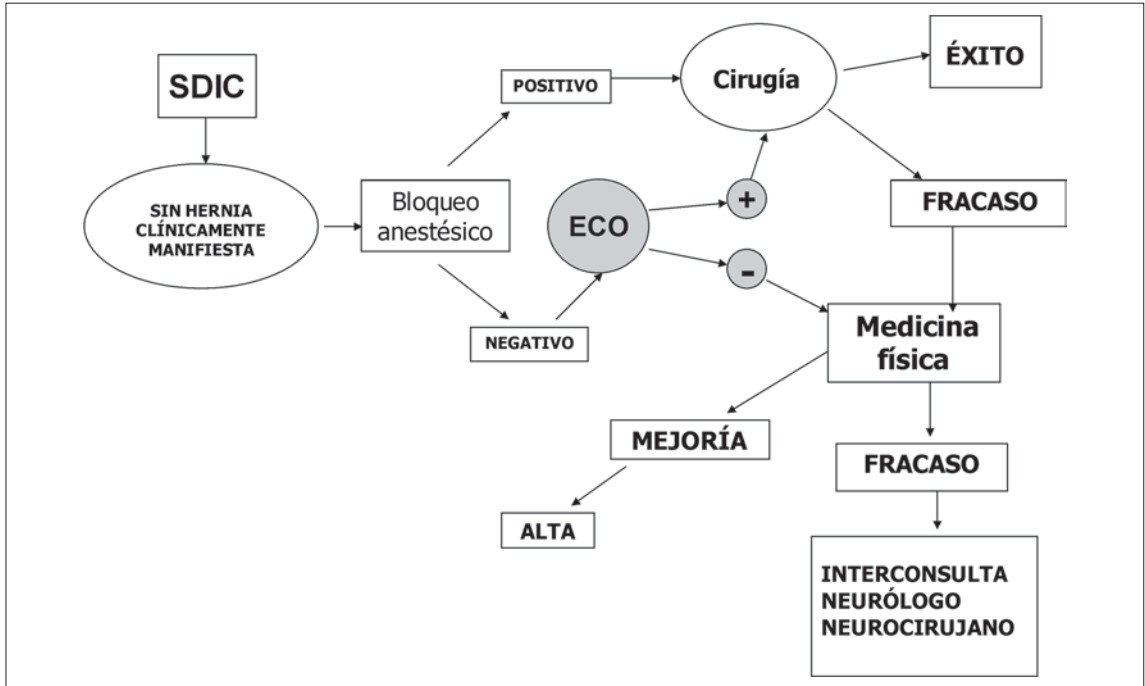 SDIC
SIN HERNIA
CLÍNICAMENTE
MANIFIESTA
Bloqueo
anestésico
POSITIVO
NEGATIVO
ECO
+
-
Cirugía
ÉXITO
FRACASO
Medicina
física
MEJORÍA
ALTA
FRACASO
INTERCONSULTA
NEURÓLOGO
NEUROCIRUJANO